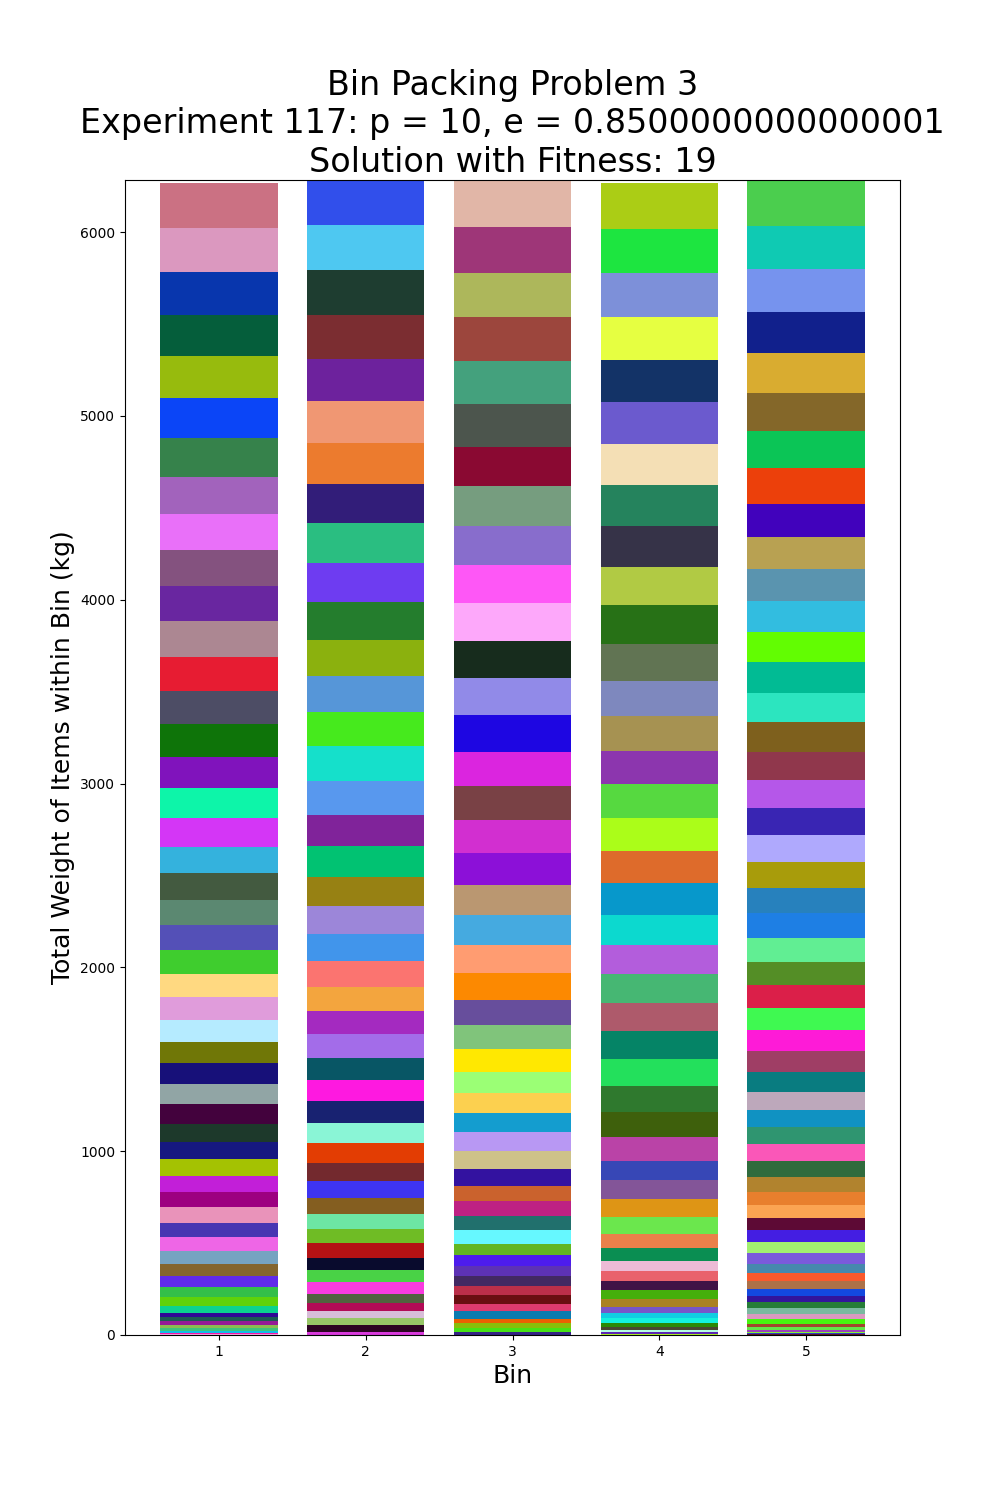 Bin Packing Problem 3
Experiment 117: p = 10, e = 0.8500000000000001
Solution with Fitness: 19
Total Weight of Items within Bin (kg)
6000
5000
4000
3000
2000
1000
0
1 2 3 4 5
Bin